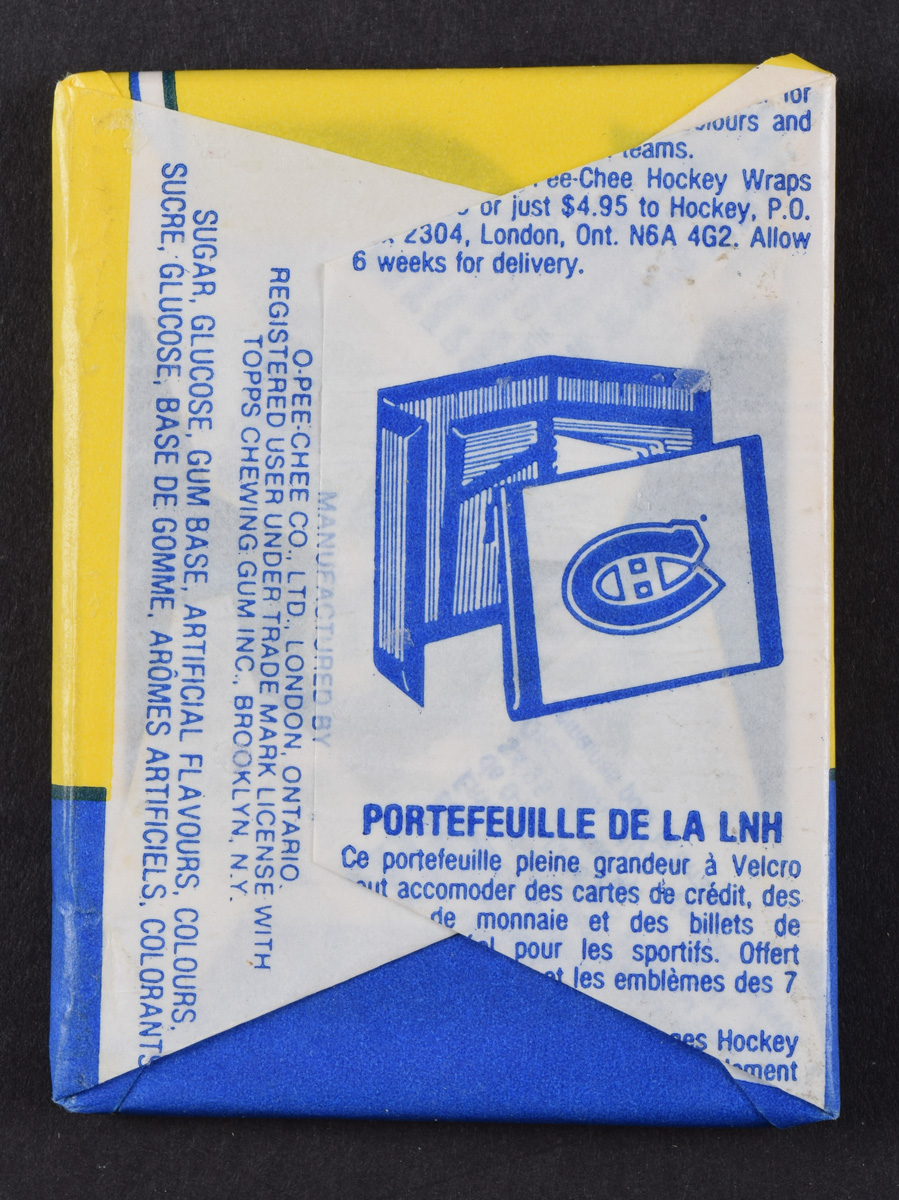 for
colours and
teams.
Pee-Chee Hockey Wraps
or just $4.95 to Hockey, P.O.
2304, London, Ont. N6A 4G2. Allow
6 weeks for delivery.
PORTEFEUILLE DE LA LNH
Ce portefeuille pleine grandeur à Velcro
accomoder des cartes de crédit, des
de monnaie et des billets de
pour les sportifs. Offert
et les emblèmes des 7
Hockey
MANUFACTURED BY
O-PEE-CHEE CO., LTD., LONDON, ONTARIO.
REGISTERED USER UNDER TRADE MARK LICENSE WITH
TOPPS CHEWING GUM INC., BROOKLYN, N.Y.
SUGAR, GLUCOSE, GUM BASE, ARTIFICIAL FLAVOURS, COLOURS.
SUCRE, GLUCOSE, BASE DE GOMME, ARÔMES ARTIFICIELS, COLORANTS